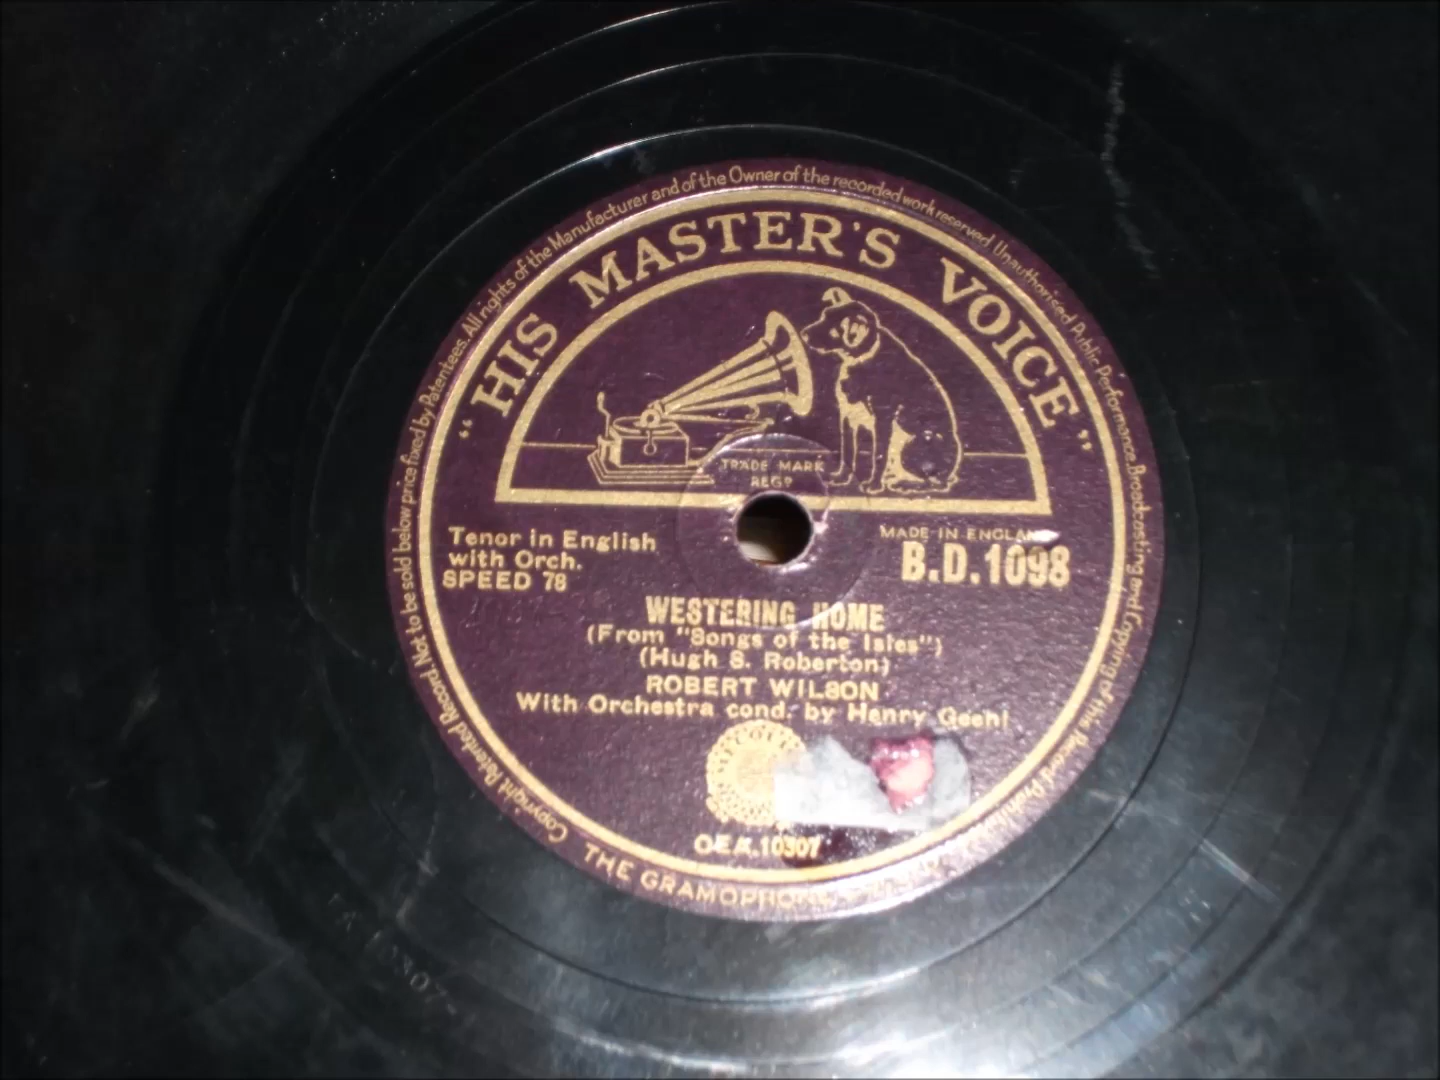 Copyright Patented Record. Not to be sold below price fixed by Patentees. All rights of the Manufacturer and of the Owner of the recorded work reserved. Unauthorised Public Performance, Broadcasting and Copying of this Record Prohibited
"HIS MASTER'S VOICE"
TRADE MARK
REGD
Tenor in English
with Orch.
SPEED 78
MADE IN ENGLAND
B.D.1098
WESTERING HOME
(From "Songs of the Isles")
(Hugh S. Roberton)
ROBERT WILSON
With Orchestra cond. by Henry Geehl
OEA.10307
THE GRAMOPHONE